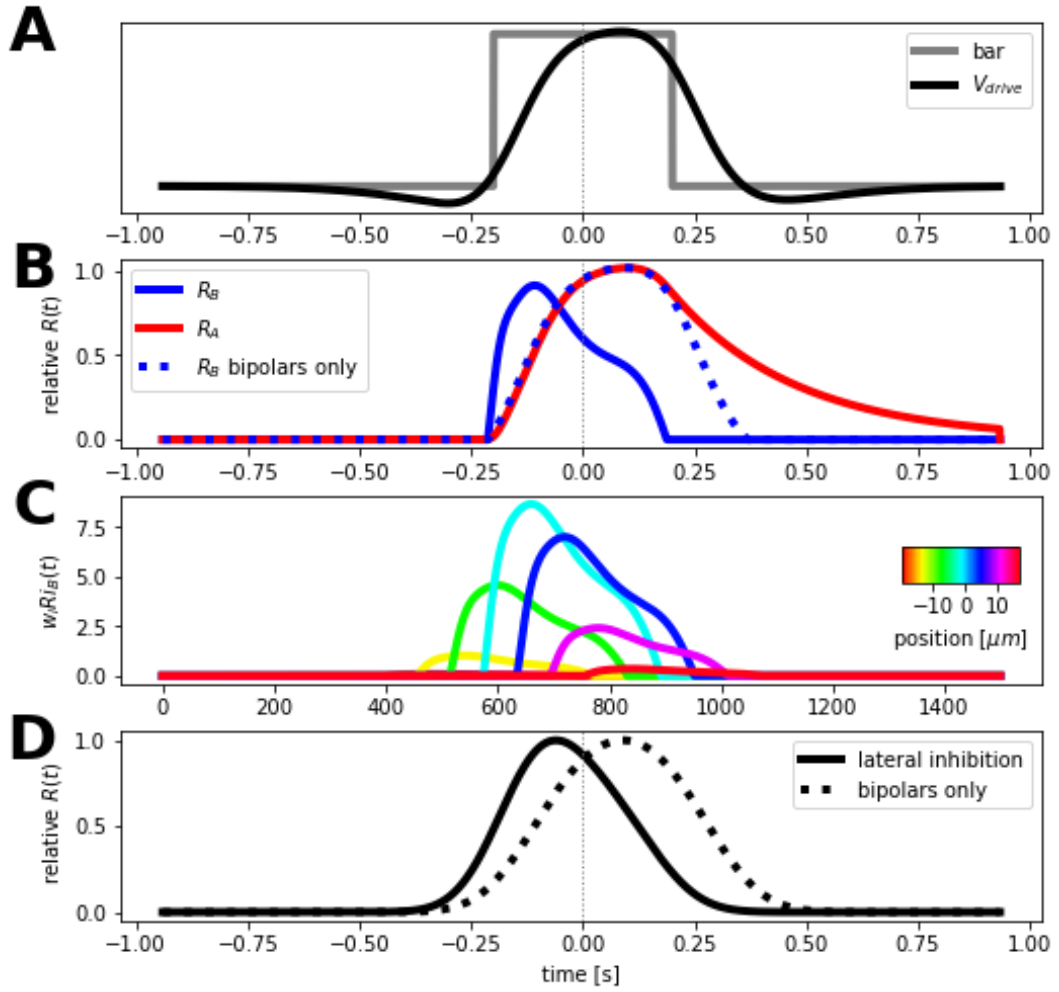 A
bar
V_drive
−1.00 −0.75 −0.50 −0.25 0.00 0.25 0.50 0.75 1.00
B
relative R(t)
1.0
0.5
0.0
R_B
R_A
R_B bipolars only
−1.00 −0.75 −0.50 −0.25 0.00 0.25 0.50 0.75 1.00
C
w_iRi_B(t)
7.5
5.0
2.5
0.0
−10 0 10
position [μm]
0 200 400 600 800 1000 1200 1400
D
relative R(t)
1.0
0.5
0.0
lateral inhibition
bipolars only
−1.00 −0.75 −0.50 −0.25 0.00 0.25 0.50 0.75 1.00
time [s]